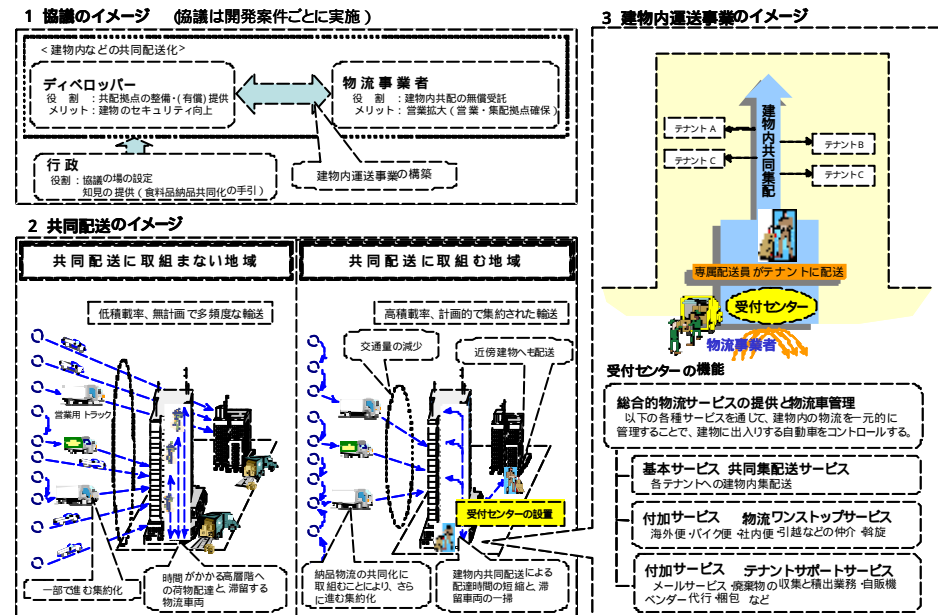 1 協議のイメージ (協議は開発案件ごとに実施)
<建物内などの共同配送化>
ディベロッパー
役 割 :共配拠点の整備・(有償)提供
メリット:建物のセキュリティ向上
物流事業者
役 割 :建物内共配の無償受託
メリット:営業拡大(営業・集配拠点確保)
行政
役割:協議の場の設定
知見の提供(食料品納品共同化の手引)
建物内運送事業の構築
2 共同配送のイメージ
共同配送に取組まない地域
低積載率、無計画で多頻度な輸送
営業用トラック
一部で進む集約化
時間がかかる高層階へ
の荷物配達と、滞留する
物流車両
共同配送に取組む地域
高積載率、計画的で集約された輸送
交通量の減少
近傍建物へも配送
受付センターの設置
納品物流の共同化に
取組むことにより、さら
に進む集約化
建物内共同配送による
配達時間の短縮と、滞
留車両の一掃
3 建物内運送事業のイメージ
建物内共同集配
テナントA
テナントB
テナントC
テナントC
専属配送員がテナントに配送
受付センター
物流事業者
受付センターの機能
総合的物流サービスの提供と物流車管理
以下の各種サービスを通して、建物内の物流を一元的に
管理することで、建物に出入りする自動車をコントロールする。
基本サービス 共同集配送サービス
各テナントへの建物内集配送
付加サービス 物流ワンストップサービス
海外便・バイク便・社内便・引越などの仲介・斡旋
付加サービス テナントサポートサービス
メールサービス・廃棄物の収集と積出業務・自販機
ベンダー代行・梱包 など